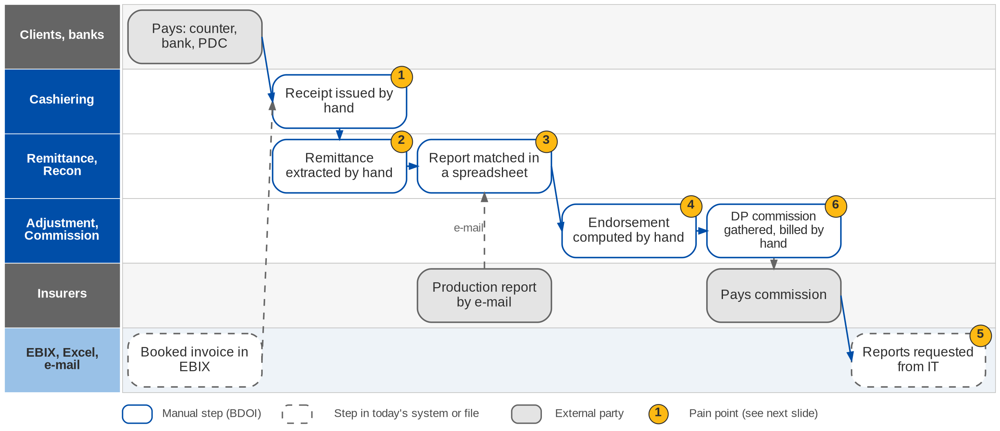 Clients, banks
Pays: counter,
bank, PDC
Cashiering
1
Receipt issued by
hand
Remittance,
Recon
2
Remittance
extracted by hand
3
Report matched in
a spreadsheet
Adjustment,
Commission
e-mail
4
Endorsement
computed by hand
6
DP commission
gathered, billed by
hand
Insurers
Production report
by e-mail
Pays commission
EBIX, Excel,
e-mail
Booked invoice in
EBIX
5
Reports requested
from IT
Manual step (BDOI)
Step in today's system or file
External party
1
Pain point (see next slide)